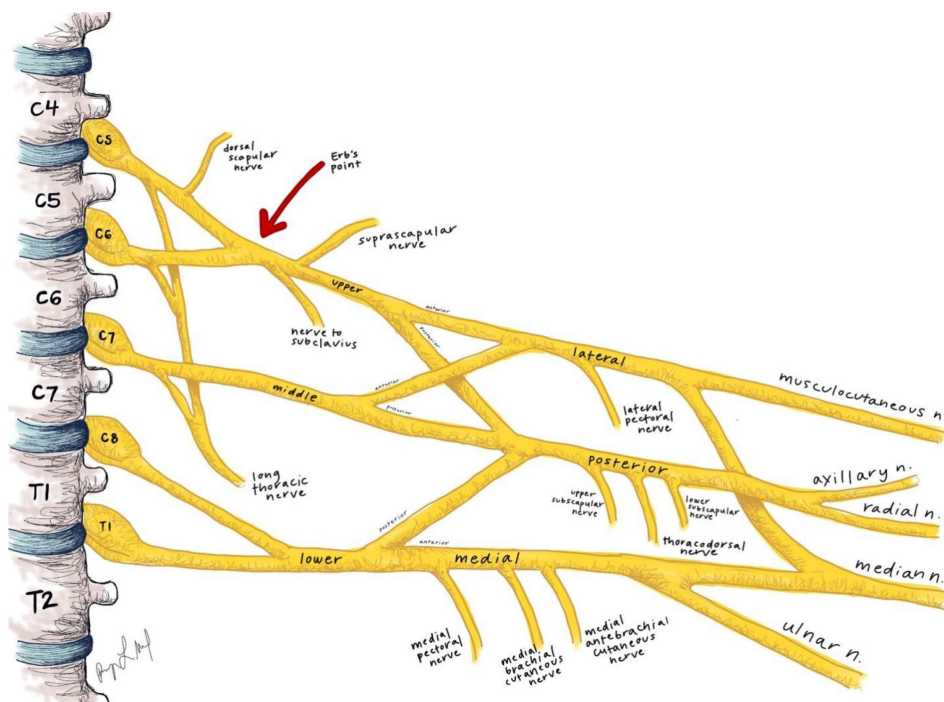 C4
C5
C6
C7
T1
T2
C5
C6
C7
C8
T1
dorsal
scapular
nerve
Erb's
point
suprascapular
nerve
upper
nerve to
subclavius
anterior
posterior
lateral
musculocutaneous n.
middle
anterior
posterior
lateral
pectoral
nerve
long
thoracic
nerve
posterior
axillary n.
radial n.
upper
subscapular
nerve
lower
subscapular
nerve
thoracodorsal
nerve
posterior
anterior
lower
medial
median n.
ulnar n.
medial
pectoral
nerve
medial
brachial
cutaneous
nerve
medial
antebrachial
cutaneous
nerve